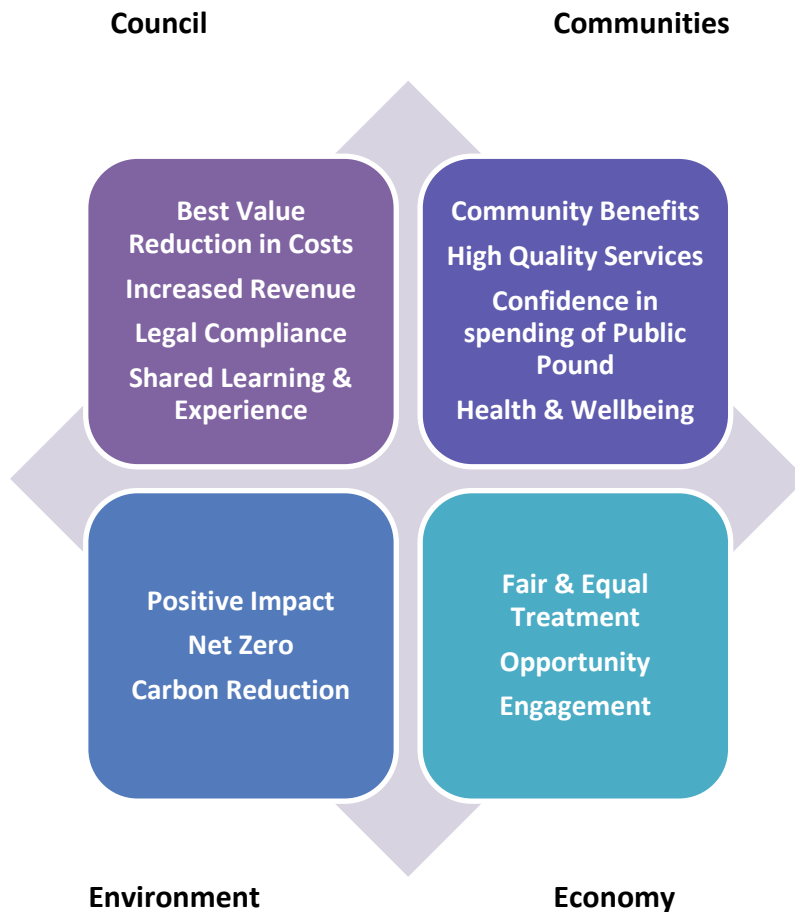 Council
Communities
Best Value
Reduction in Costs
Increased Revenue
Legal Compliance
Shared Learning &
Experience
Community Benefits
High Quality Services
Confidence in
spending of Public
Pound
Health & Wellbeing
Positive Impact
Net Zero
Carbon Reduction
Fair & Equal
Treatment
Opportunity
Engagement
Environment
Economy